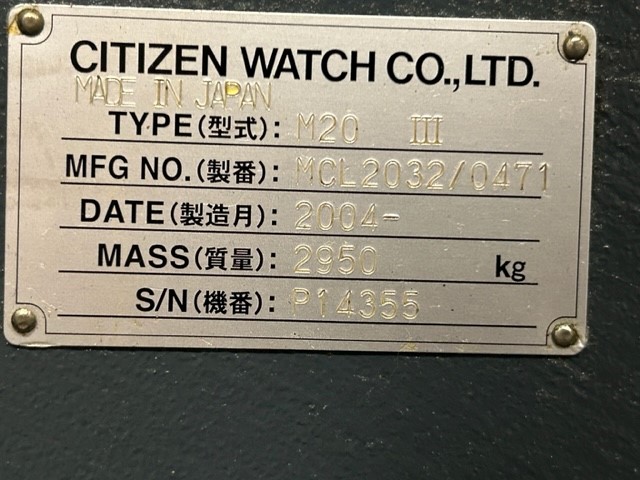 CITIZEN WATCH CO.,LTD.
MADE IN JAPAN
TYPE(型式): M20 III
MFG NO.(製番): MCL2032/0471
DATE(製造月): 2004-
MASS(質量): 2950 kg
S/N(機番): P14355